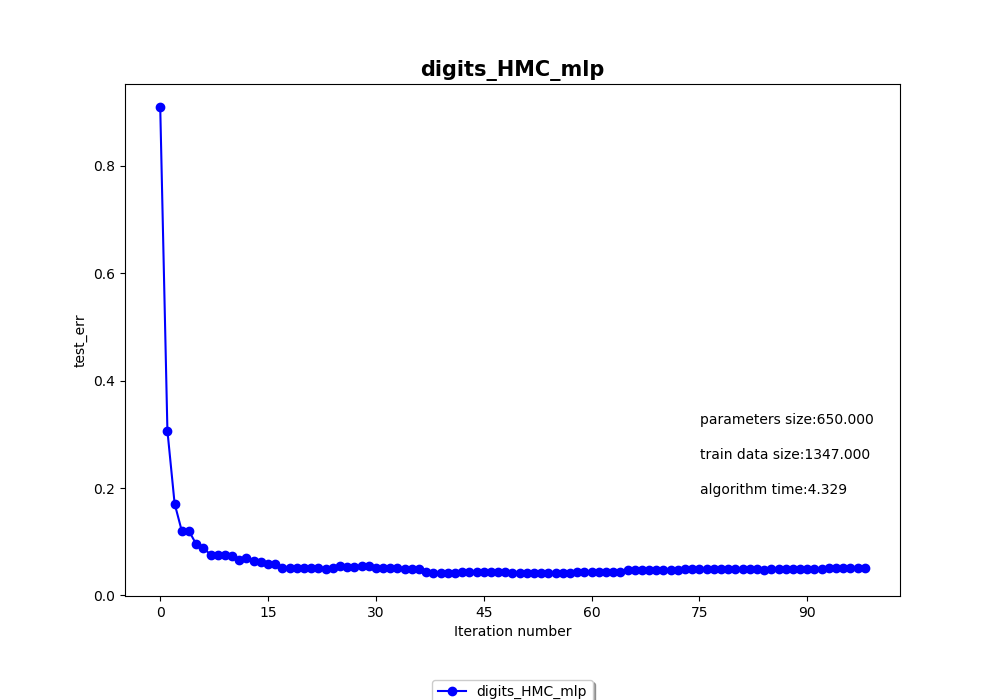 digits_HMC_mlp
0.8
0.6
0.4
0.2
0.0
test_err
parameters size:650.000
train data size:1347.000
algorithm time:4.329
0 15 30 45 60 75 90
Iteration number
digits_HMC_mlp